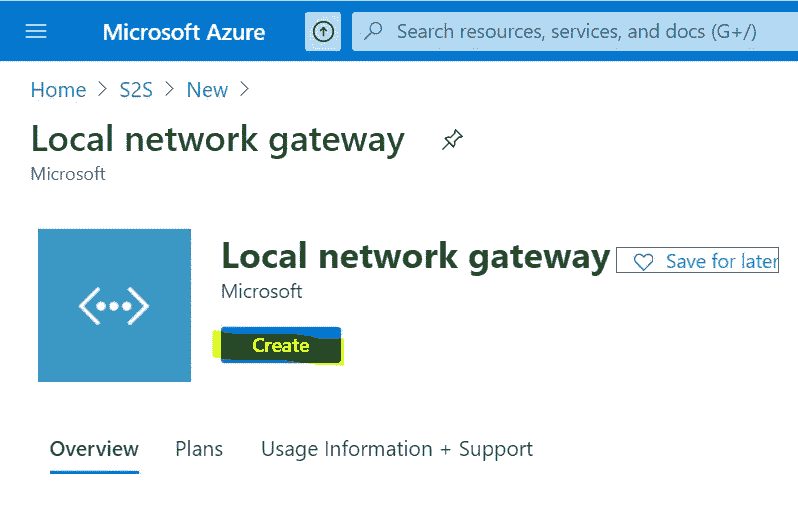 Microsoft Azure
Search resources, services, and docs (G+/)
Home > S2S > New >
Local network gateway
Microsoft
Local network gateway
Save for later
Microsoft
Create
Overview Plans Usage Information + Support